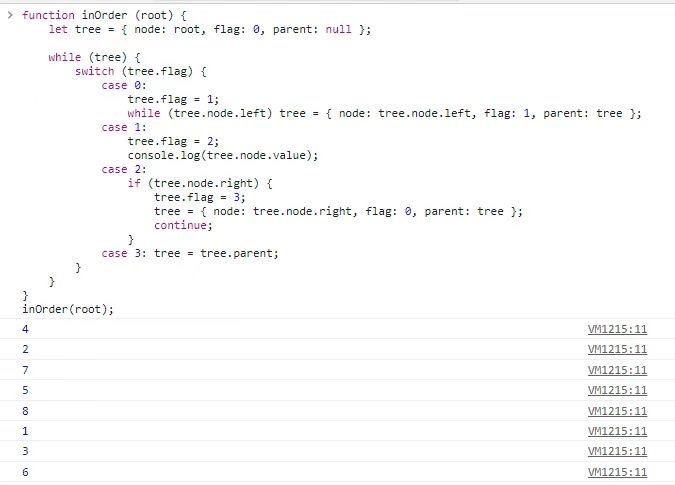 > function inOrder (root) {
    let tree = { node: root, flag: 0, parent: null };

    while (tree) {
        switch (tree.flag) {
            case 0:
                tree.flag = 1;
                while (tree.node.left) tree = { node: tree.node.left, flag: 1, parent: tree };
            case 1:
                tree.flag = 2;
                console.log(tree.node.value);
            case 2:
                if (tree.node.right) {
                    tree.flag = 3;
                    tree = { node: tree.node.right, flag: 0, parent: tree };
                    continue;
                }
            case 3: tree = tree.parent;
        }
    }
}
inOrder(root);
4 VM1215:11
2 VM1215:11
7 VM1215:11
5 VM1215:11
8 VM1215:11
1 VM1215:11
3 VM1215:11
6 VM1215:11